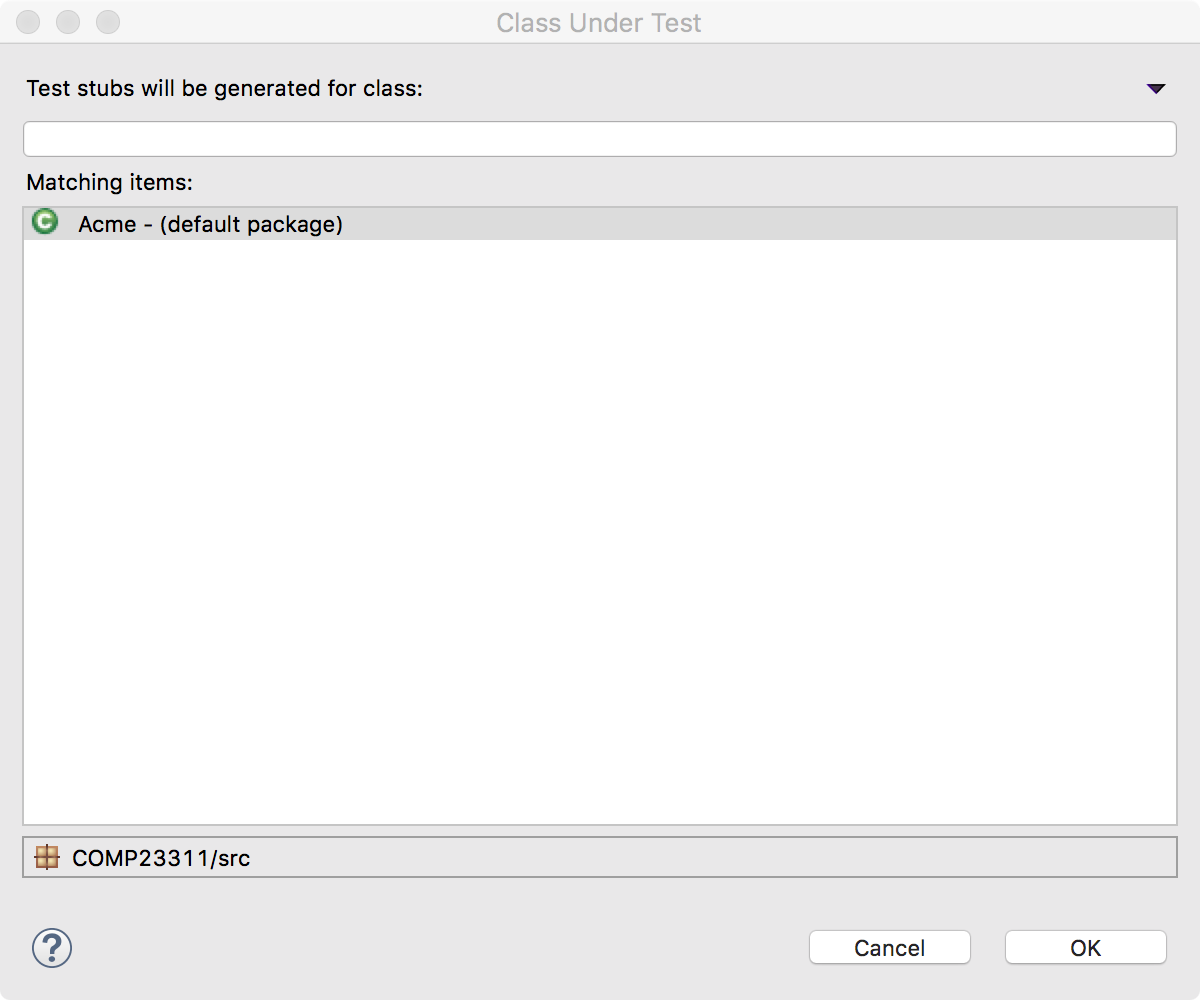 Class Under Test
Test stubs will be generated for class:
Matching items:
C Acme - (default package)
COMP23311/src
? Cancel OK